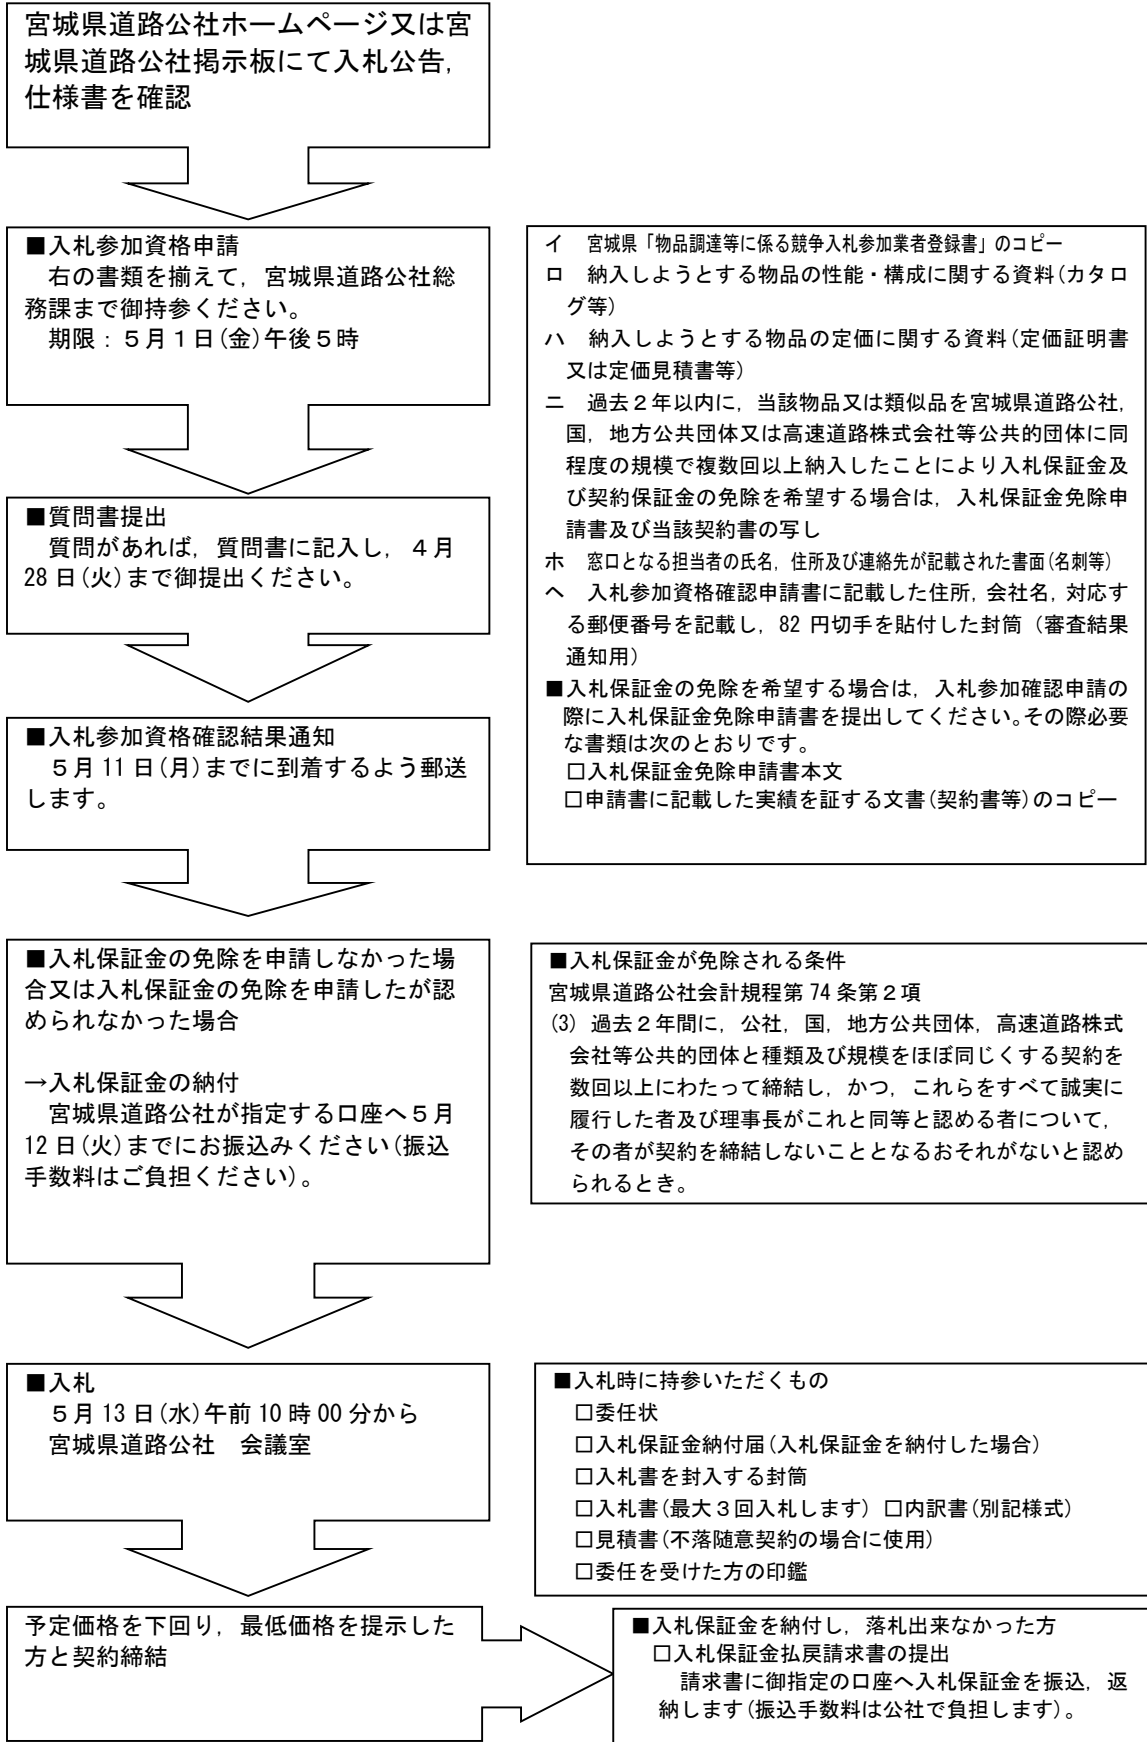 宮城県道路公社ホームページ又は宮
城県道路公社掲示板にて入札公告,
仕様書を確認
■入札参加資格申請
　右の書類を揃えて，宮城県道路公社総
務課まで御持参ください。
　期限：５月１日(金)午後５時
イ　宮城県「物品調達等に係る競争入札参加業者登録書」のコピー
ロ　納入しようとする物品の性能・構成に関する資料(カタロ
グ等)
ハ　納入しようとする物品の定価に関する資料(定価証明書
又は定価見積書等)
ニ　過去２年以内に，当該物品又は類似品を宮城県道路公社，
国，地方公共団体又は高速道路株式会社等公共的団体に同
程度の規模で複数回以上納入したことにより入札保証金及
び契約保証金の免除を希望する場合は，入札保証金免除申
請書及び当該契約書の写し
ホ　窓口となる担当者の氏名，住所及び連絡先が記載された書面(名刺等)
ヘ　入札参加資格確認申請書に記載した住所，会社名，対応す
る郵便番号を記載し，82 円切手を貼付した封筒（審査結果
通知用）
■入札保証金の免除を希望する場合は，入札参加確認申請の
際に入札保証金免除申請書を提出してください。その際必要
な書類は次のとおりです。
□入札保証金免除申請書本文
□申請書に記載した実績を証する文書(契約書等)のコピー
■質問書提出
　質問があれば，質問書に記入し，４月
28 日(火)まで御提出ください。
■入札参加資格確認結果通知
　５月 11 日(月)までに到着するよう郵送
します。
■入札保証金の免除を申請しなかった場
合又は入札保証金の免除を申請したが認
められなかった場合
→入札保証金の納付
　宮城県道路公社が指定する口座へ５月
12 日(火)までにお振込みください(振込
手数料はご負担ください)。
■入札保証金が免除される条件
宮城県道路公社会計規程第 74 条第２項
(3) 過去２年間に，公社，国，地方公共団体，高速道路株式
会社等公共的団体と種類及び規模をほぼ同じくする契約を
数回以上にわたって締結し，かつ，これらをすべて誠実に
履行した者及び理事長がこれと同等と認める者について，
その者が契約を締結しないこととなるおそれがないと認め
られるとき。
■入札
　５月 13 日(水)午前 10 時 00 分から
　宮城県道路公社　会議室
■入札時に持参いただくもの
□委任状
□入札保証金納付届(入札保証金を納付した場合)
□入札書を封入する封筒
□入札書(最大３回入札します) □内訳書(別記様式)
□見積書(不落随意契約の場合に使用)
□委任を受けた方の印鑑
予定価格を下回り，最低価格を提示した
方と契約締結
■入札保証金を納付し，落札出来なかった方
□入札保証金払戻請求書の提出
　請求書に御指定の口座へ入札保証金を振込，返
納します(振込手数料は公社で負担します)。